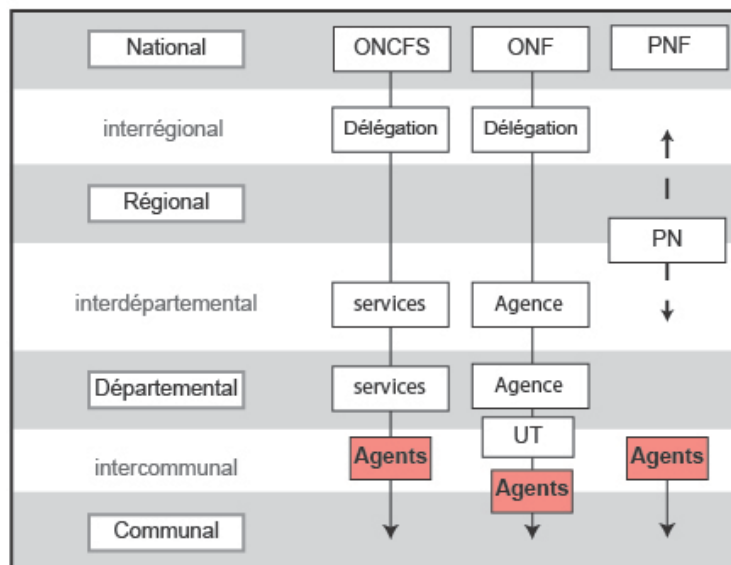 National ONCFS ONF PNF
interrégional Délégation Délégation
Régional
PN
interdépartemental services Agence
Départemental services Agence
UT
intercommunal Agents Agents
Agents
Communal